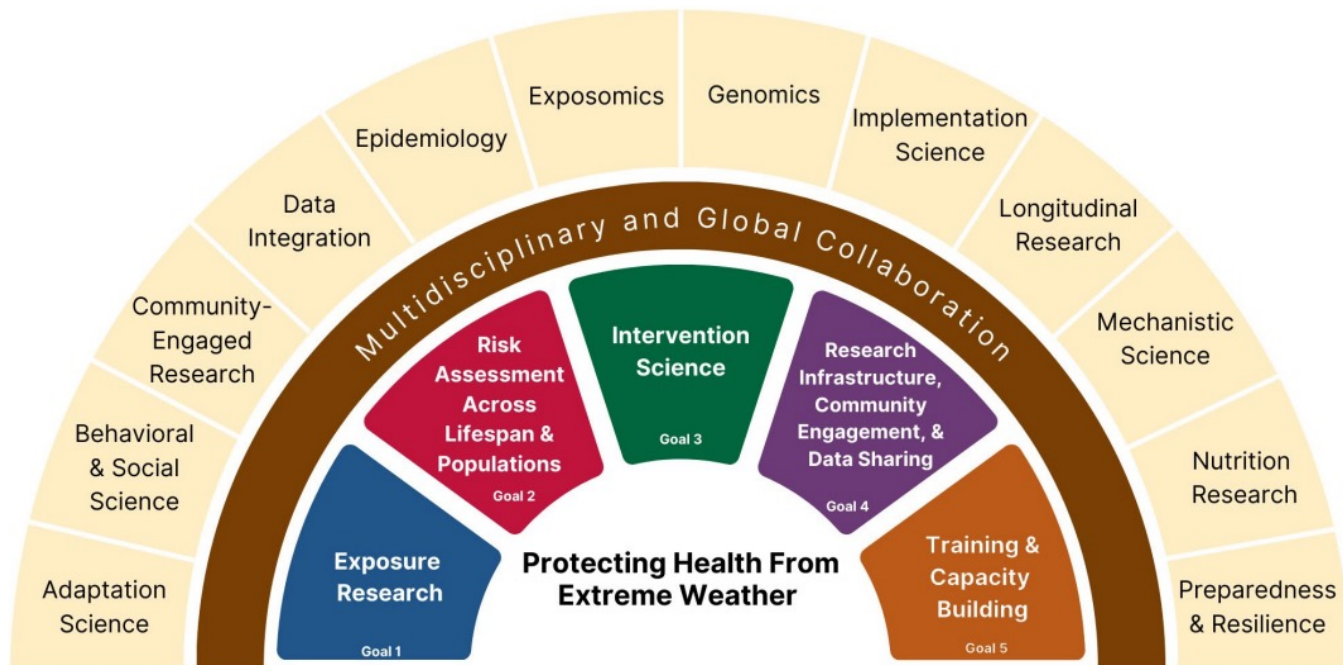 Adaptation
Science
Behavioral
& Social
Science
Community-
Engaged
Research
Data
Integration
Epidemiology
Exposomics
Genomics
Implementation
Science
Longitudinal
Research
Mechanistic
Science
Nutrition
Research
Preparedness
& Resilience
Multidisciplinary and Global Collaboration
Exposure
Research
Goal 1
Risk
Assessment
Across
Lifespan &
Populations
Goal 2
Intervention
Science
Goal 3
Research
Infrastructure,
Community
Engagement, &
Data Sharing
Goal 4
Training &
Capacity
Building
Goal 5
Protecting Health From
Extreme Weather